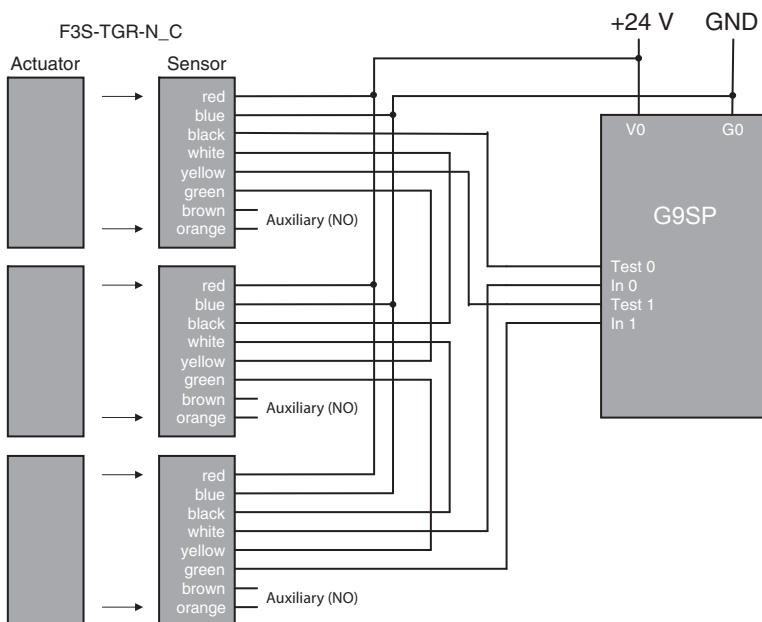 +24 V GND
F3S-TGR-N_C
Actuator Sensor
red
blue
black
white
yellow
green
brown
orange
Auxiliary (NO)
red
blue
black
white
yellow
green
brown
orange
Auxiliary (NO)
red
blue
black
white
yellow
green
brown
orange
Auxiliary (NO)
V0 G0
G9SP
Test 0
In 0
Test 1
In 1